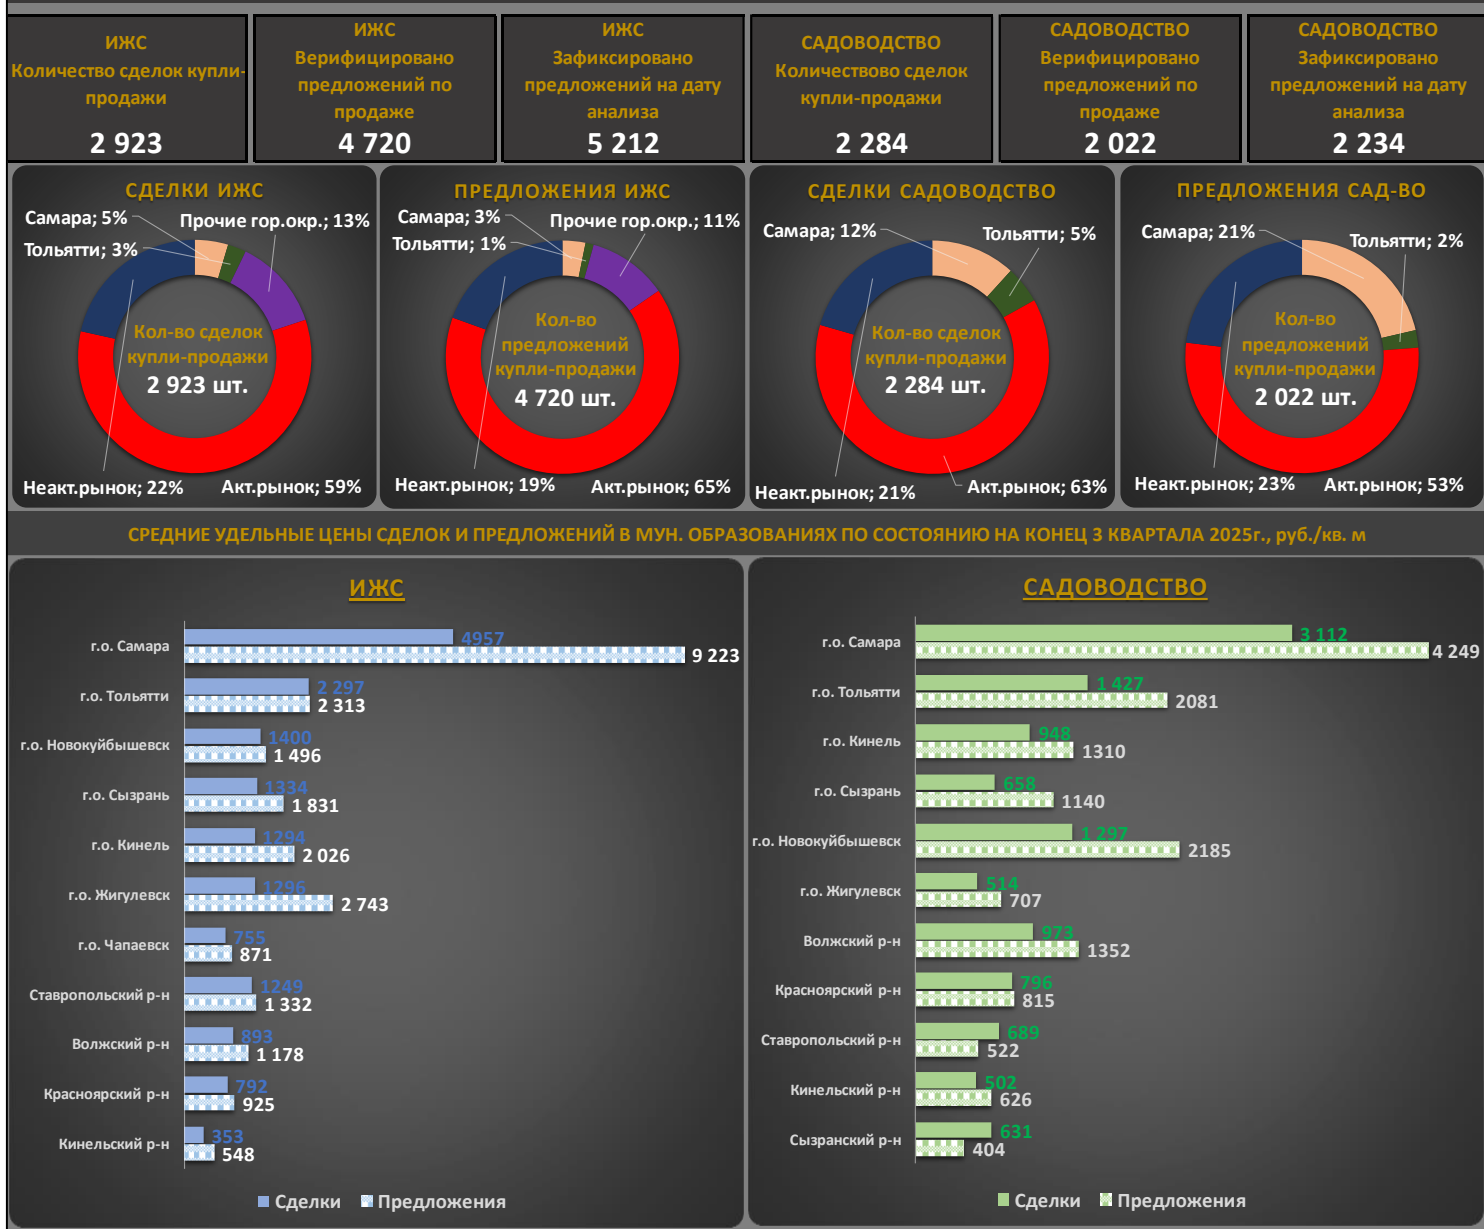 ИЖС
Количество сделок купли-
продажи
2 923
ИЖС
Верифицировано
предложений по
продаже
4 720
ИЖС
Зафиксировано
предложений на дату
анализа
5 212
САДОВОДСТВО
Количествово сделок
купли-продажи
2 284
САДОВОДСТВО
Верифицировано
предложений по
продаже
2 022
САДОВОДСТВО
Зафиксировано
предложений на дату
анализа
2 234
СДЕЛКИ ИЖС
Самара; 5%
Прочие гор.окр.; 13%
Тольятти; 3%
Кол-во сделок
купли-продажи
2 923 шт.
Неакт.рынок; 22%
Акт.рынок; 59%
ПРЕДЛОЖЕНИЯ ИЖС
Самара; 3%
Прочие гор.окр.; 11%
Тольятти; 1%
Кол-во
предложений
купли-продажи
4 720 шт.
Неакт.рынок; 19%
Акт.рынок; 65%
СДЕЛКИ САДОВОДСТВО
Самара; 12%
Тольятти; 5%
Кол-во сделок
купли-продажи
2 284 шт.
Неакт.рынок; 21%
Акт.рынок; 63%
ПРЕДЛОЖЕНИЯ САД-ВО
Самара; 21%
Тольятти; 2%
Кол-во
предложений
купли-продажи
2 022 шт.
Неакт.рынок; 23%
Акт.рынок; 53%
СРЕДНИЕ УДЕЛЬНЫЕ ЦЕНЫ СДЕЛОК И ПРЕДЛОЖЕНИЙ В МУН. ОБРАЗОВАНИЯХ ПО СОСТОЯНИЮ НА КОНЕЦ 3 КВАРТАЛА 2025г., руб./кв. м
ИЖС
г.о. Самара
4957
9 223
г.о. Тольятти
2 297
2 313
г.о. Новокуйбышевск
1400
1 496
г.о. Сызрань
1334
1 831
г.о. Кинель
1294
2 026
г.о. Жигулевск
1296
2 743
г.о. Чапаевск
755
871
Ставропольский р-н
1249
1 332
Волжский р-н
893
1 178
Красноярский р-н
792
925
Кинельский р-н
353
548
Сделки
Предложения
САДОВОДСТВО
г.о. Самара
3 112
4 249
г.о. Тольятти
1 427
2081
г.о. Кинель
948
1310
г.о. Сызрань
658
1140
г.о. Новокуйбышевск
1 297
2185
г.о. Жигулевск
514
707
Волжский р-н
973
1352
Красноярский р-н
796
815
Ставропольский р-н
689
522
Кинельский р-н
502
626
Сызранский р-н
631
404
Сделки
Предложения